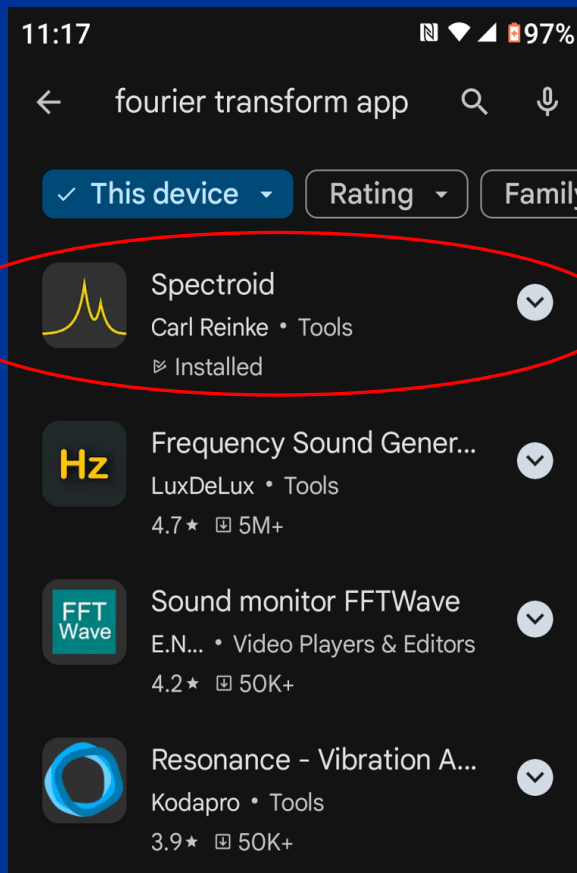 11:17 97%
fourier transform app
This device Rating Family
Spectroid
Carl Reinke • Tools
Installed
Hz
Frequency Sound Gener...
LuxDeLux • Tools
4.7★ 5M+
FFT
Wave
Sound monitor FFTWave
E.N... • Video Players & Editors
4.2★ 50K+
Resonance - Vibration A...
Kodapro • Tools
3.9★ 50K+